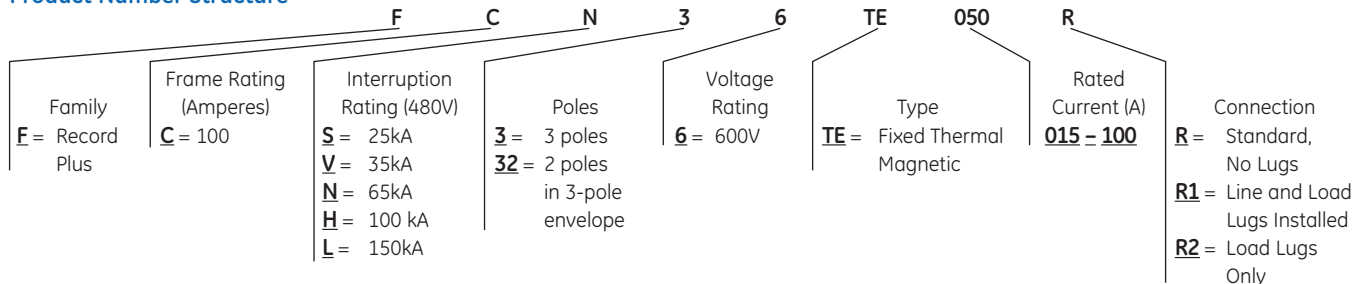 Product Number Structure
F C N 3 6 TE 050 R
Family
F = Record
Plus
Frame Rating
(Amperes)
C = 100
Interruption
Rating (480V)
S = 25kA
V = 35kA
N = 65kA
H = 100 kA
L = 150kA
Poles
3 = 3 poles
32 = 2 poles
in 3-pole
envelope
Voltage
Rating
6 = 600V
Type
TE = Fixed Thermal
Magnetic
Rated
Current (A)
015 – 100
Connection
R = Standard,
No Lugs
R1 = Line and Load
Lugs Installed
R2 = Load Lugs
Only